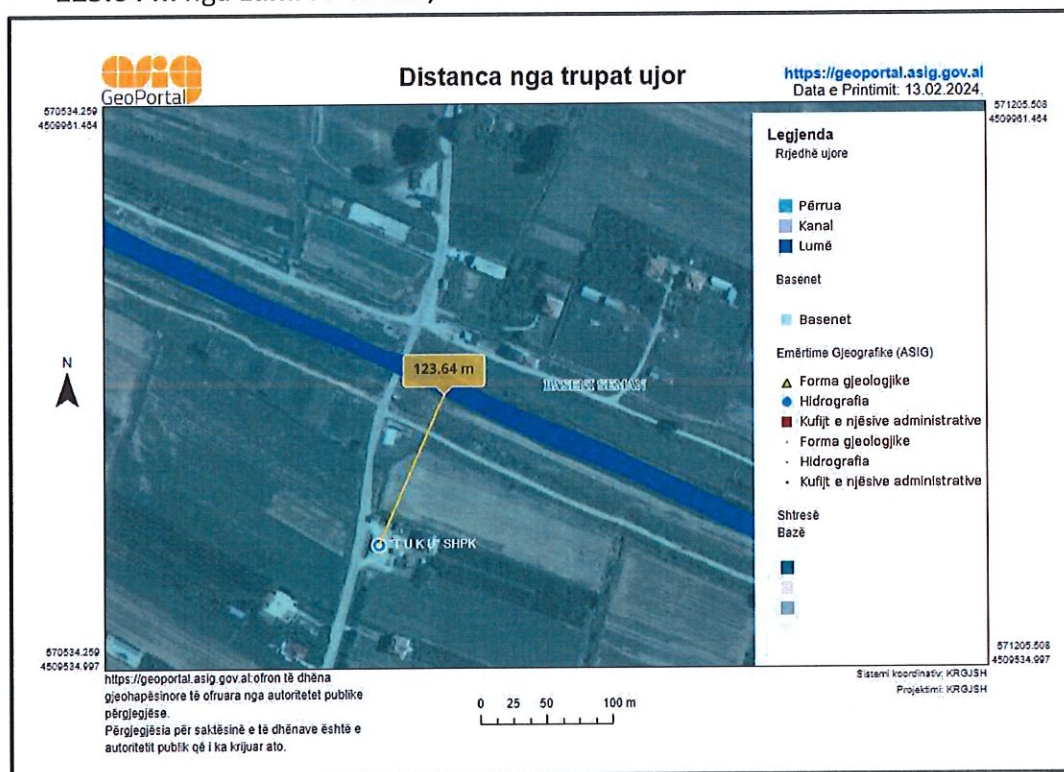 asig
GeoPortal
Distanca nga trupat ujor
https://geoportal.asig.gov.al
Data e Printimit: 13.02.2024,
570534.259
4509961.464
571205.508
4509961.464
Legjenda
Rrjedhë ujore
Përrua
Kanal
Lumë
Basenet
Basenet
Emërtime Gjeografike (ASIG)
Forma gjeologjike
Hidrografia
Kufijt e njësive administrative
Forma gjeologjike
Hidrografia
Kufijt e njësive administrative
Shtresë
Bazë
N
123.64 m
BASENI SEMAN
"T U K U" SHPK
570534.259
4509534.997
571205.508
4509534.997
https://geoportal.asig.gov.al:ofron të dhëna
gjeohapësinore të ofruara nga autoritetet publike
përgjegjëse.
Përgjegjësia për saktësinë e të dhënave është e
autoritetit publik që i ka krijuar ato.
0 25 50 100 m
Sistemi koordinativ: KRGJSH
Projektimi: KRGJSH